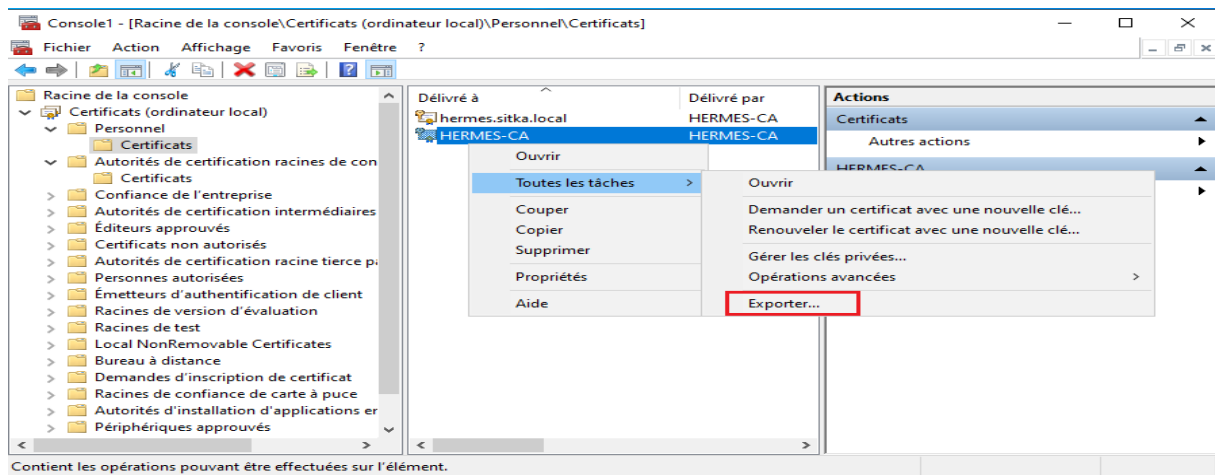 Console1 - [Racine de la console\Certificats (ordinateur local)\Personnel\Certificats]
Fichier Action Affichage Favoris Fenêtre ?
Racine de la console
Certificats (ordinateur local)
Personnel
Certificats
Autorités de certification racines de con
Certificats
Confiance de l'entreprise
Autorités de certification intermédiaires
Éditeurs approuvés
Certificats non autorisés
Autorités de certification racine tierce pa
Personnes autorisées
Émetteurs d'authentification de client
Racines de version d'évaluation
Racines de test
Local NonRemovable Certificates
Bureau à distance
Demandes d'inscription de certificat
Racines de confiance de carte à puce
Autorités d'installation d'applications er
Périphériques approuvés
Délivré à Délivré par
hermes.sitka.local HERMES-CA
HERMES-CA HERMES-CA
Ouvrir
Toutes les tâches >
Couper
Copier
Supprimer
Propriétés
Aide
Ouvrir
Demander un certificat avec une nouvelle clé...
Renouveler le certificat avec une nouvelle clé...
Gérer les clés privées...
Opérations avancées >
Exporter...
Actions
Certificats
Autres actions
HERMES-CA
Contient les opérations pouvant être effectuées sur l'élément.